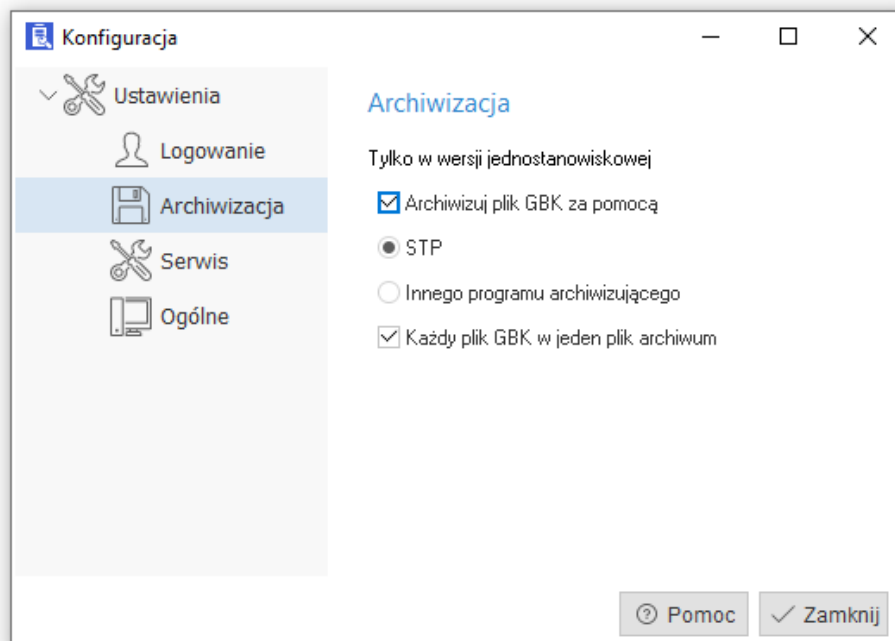 Konfiguracja
Ustawienia
Logowanie
Archiwizacja
Serwis
Ogólne
Archiwizacja
Tylko w wersji jednostanowiskowej
Archiwizuj plik GBK za pomocą
STP
Innego programu archiwizującego
Każdy plik GBK w jeden plik archiwum
Pomoc
Zamknij